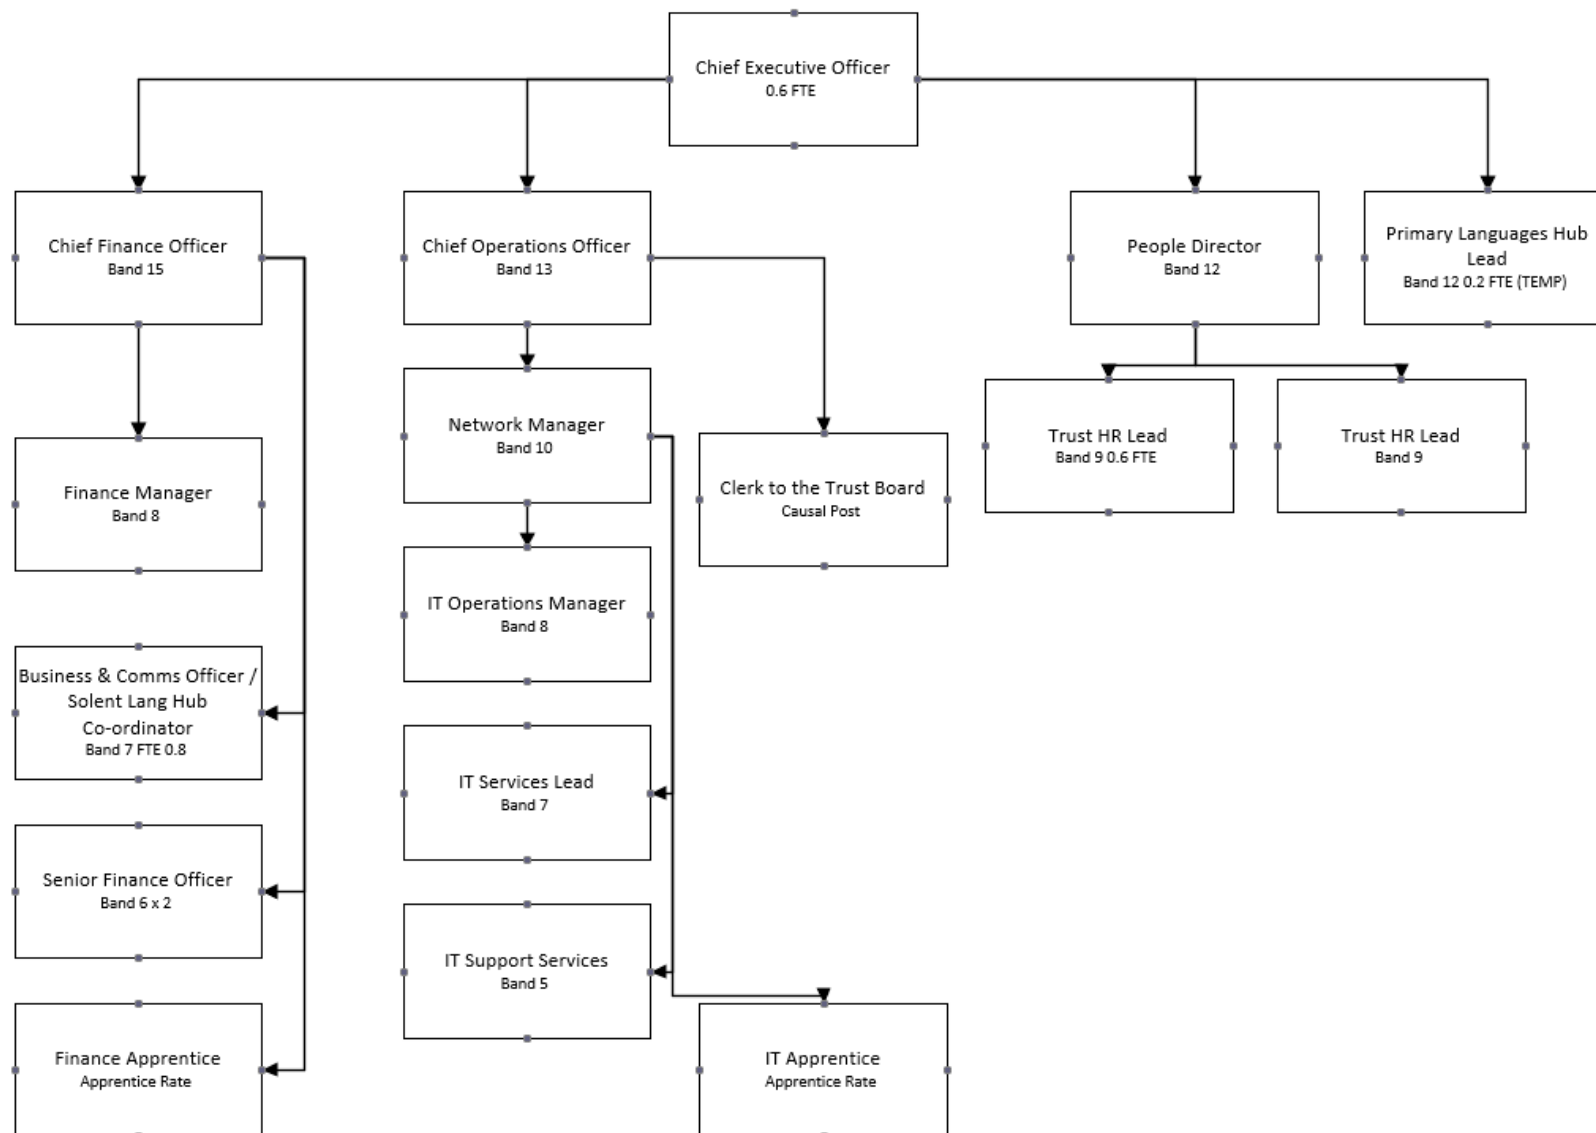 Chief Executive Officer
0.6 FTE
Chief Finance Officer
Band 15
Chief Operations Officer
Band 13
People Director
Band 12
Primary Languages Hub
Lead
Band 12 0.2 FTE (TEMP)
Network Manager
Band 10
Trust HR Lead
Band 9 0.6 FTE
Trust HR Lead
Band 9
Finance Manager
Band 8
Clerk to the Trust Board
Causal Post
IT Operations Manager
Band 8
Business & Comms Officer /
Solent Lang Hub
Co-ordinator
Band 7 FTE 0.8
IT Services Lead
Band 7
Senior Finance Officer
Band 6 x 2
IT Support Services
Band 5
Finance Apprentice
Apprentice Rate
IT Apprentice
Apprentice Rate